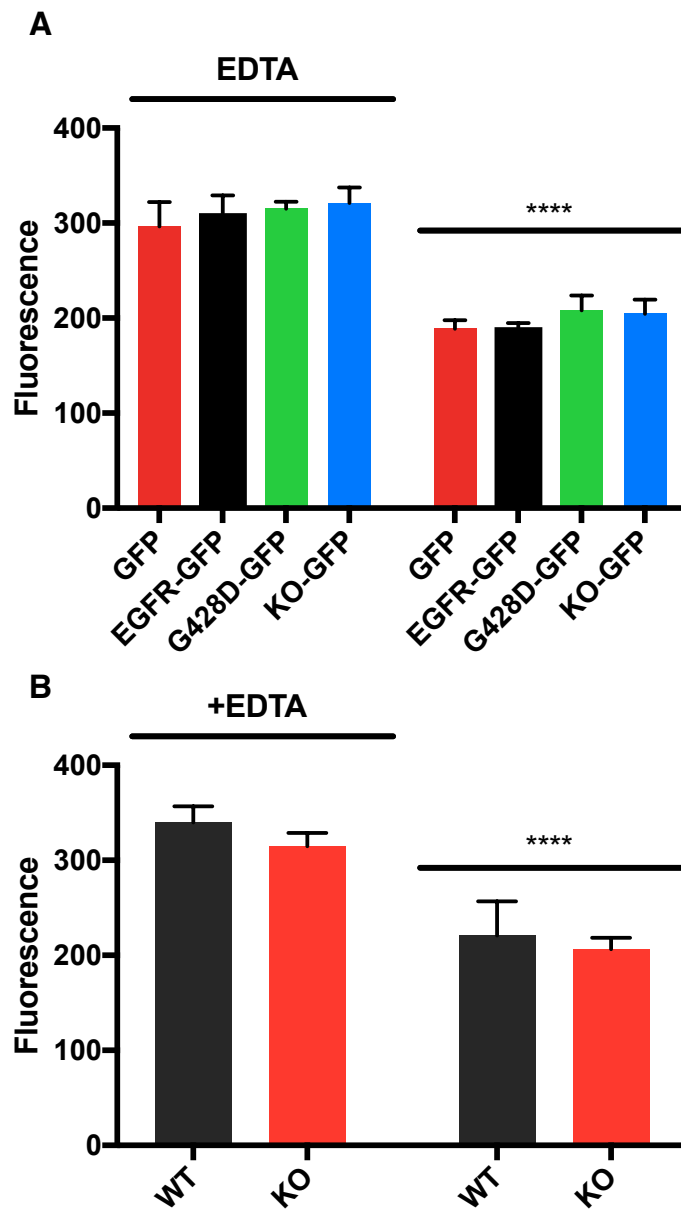 A
EDTA
400
300
200
100
0
Fluorescence
****
GFP
EGFR-GFP
G428D-GFP
KO-GFP
GFP
EGFR-GFP
G428D-GFP
KO-GFP
B
+EDTA
400
300
200
100
0
Fluorescence
****
WT
KO
WT
KO